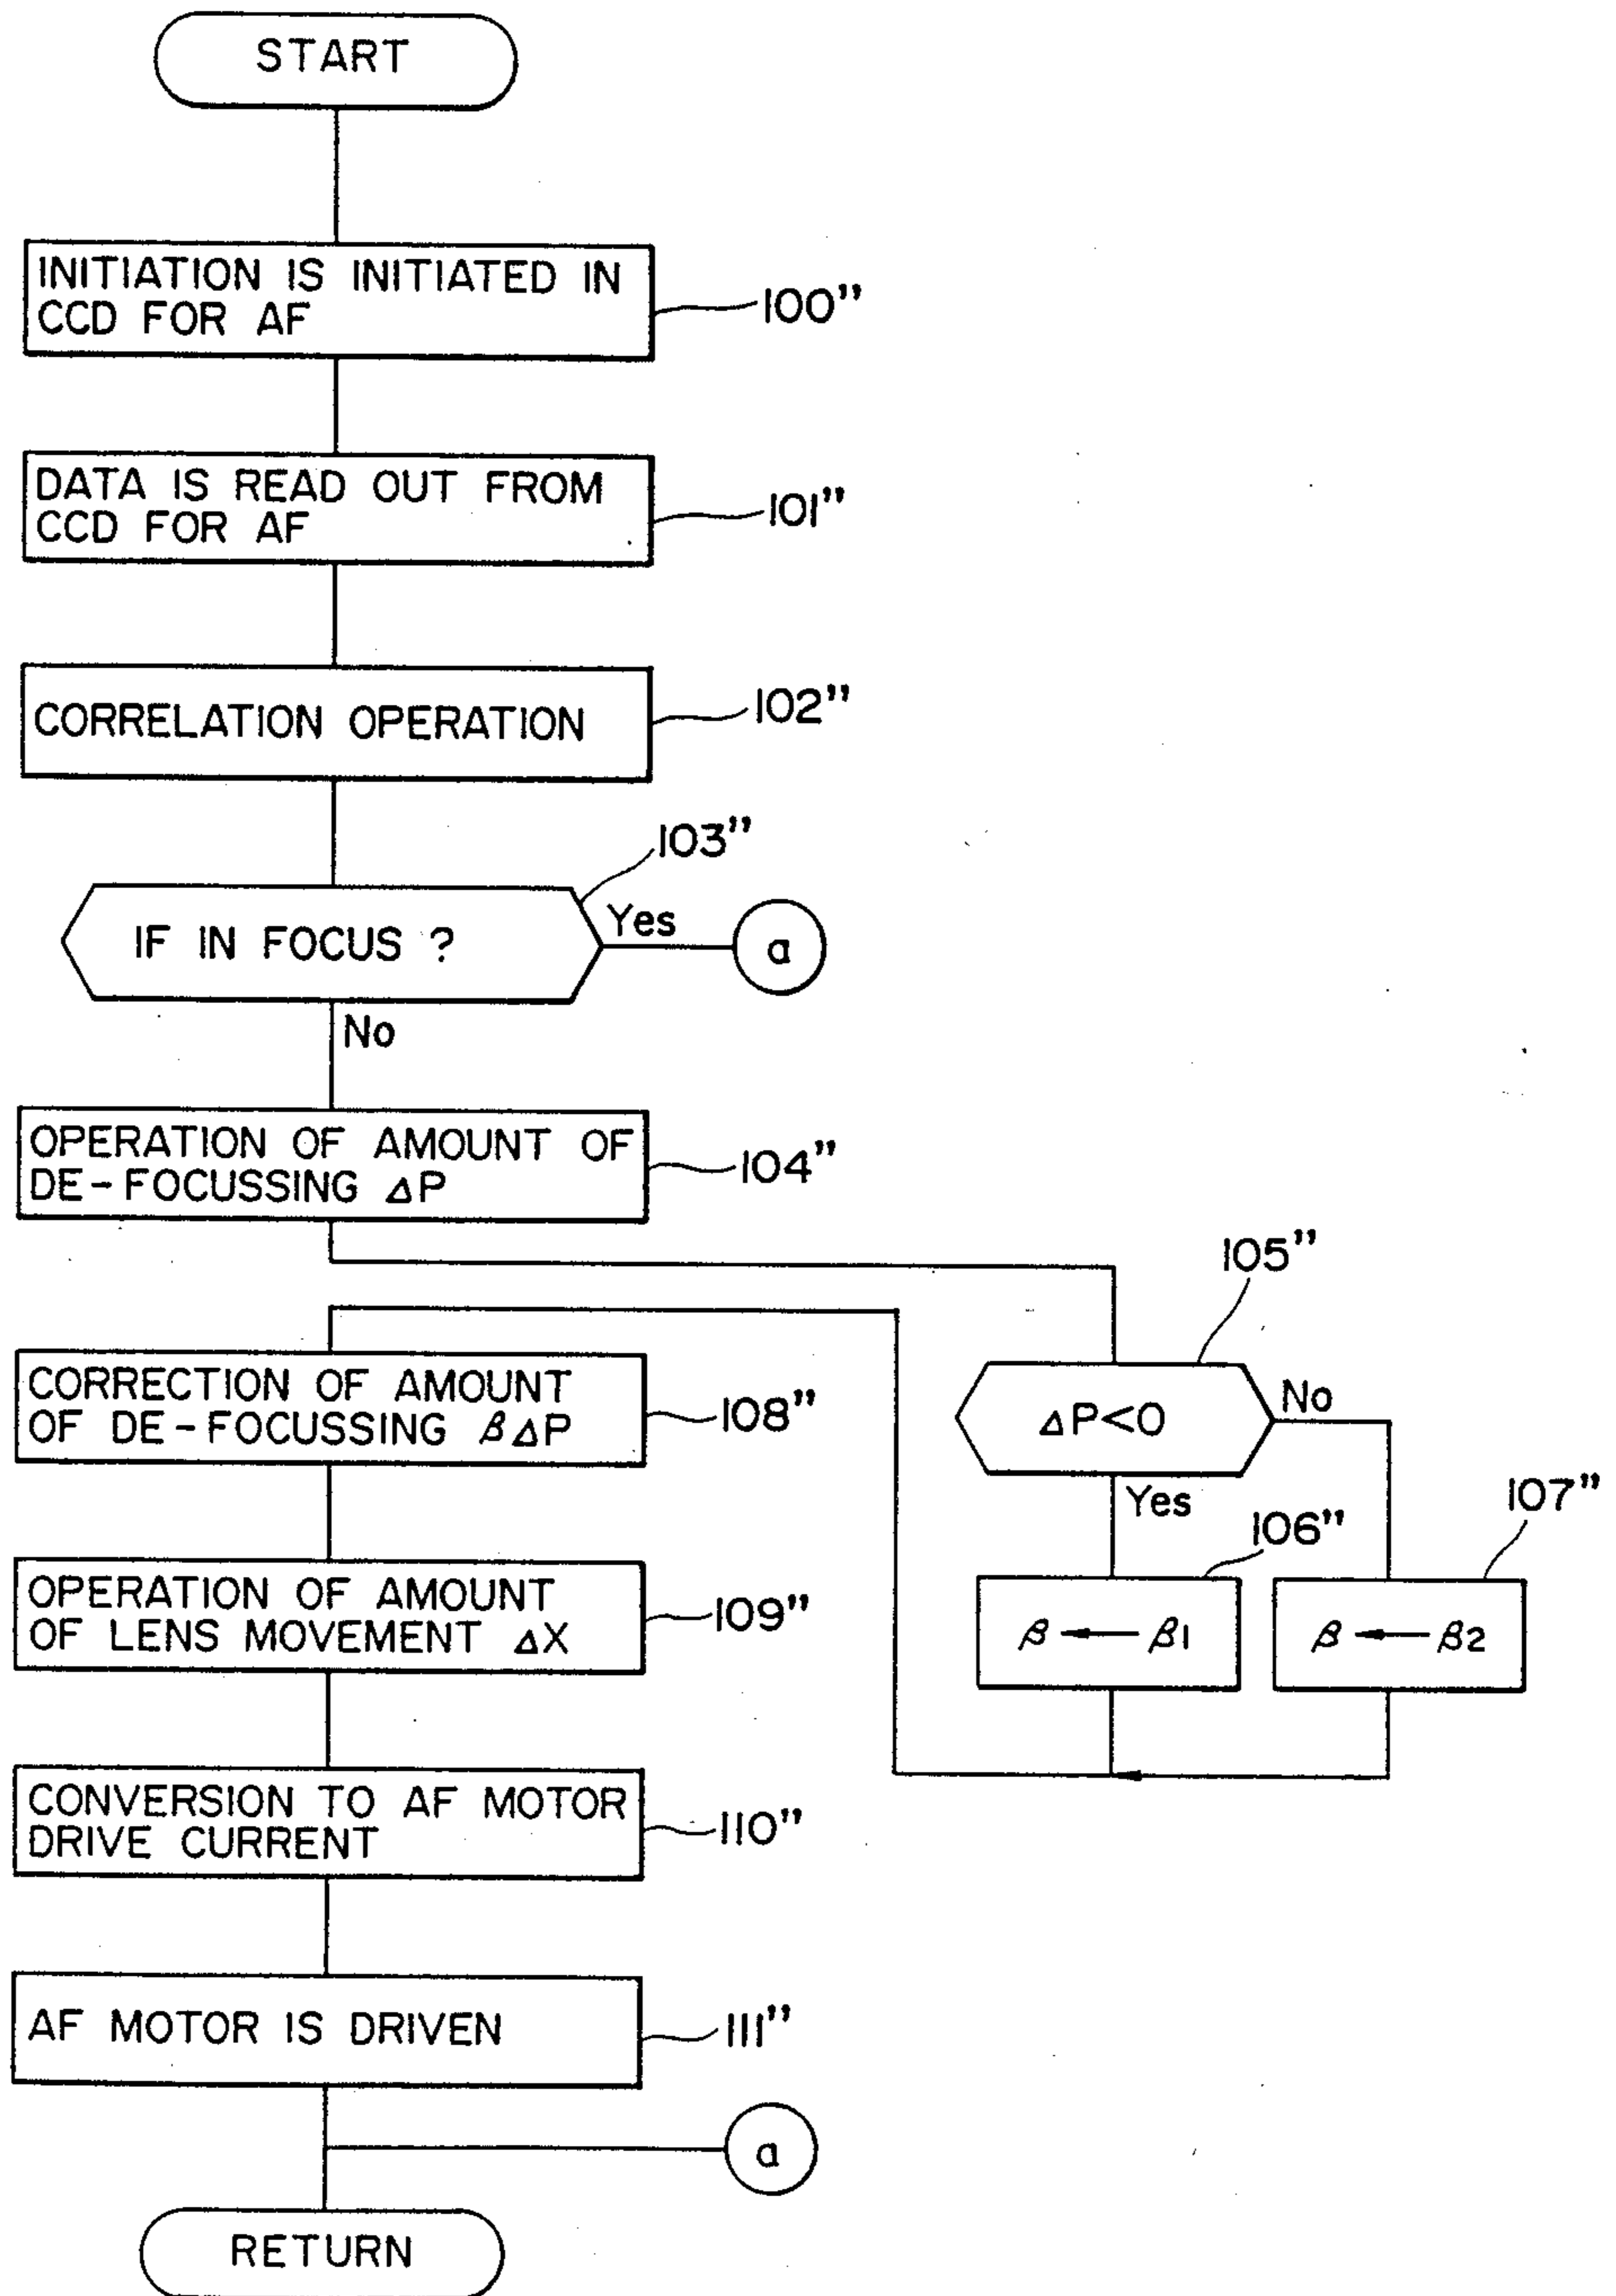 START
INITIATION IS INITIATED IN
CCD FOR AF
100"
DATA IS READ OUT FROM
CCD FOR AF
101"
CORRELATION OPERATION
102"
103"
IF IN FOCUS ?
Yes
a
No
OPERATION OF AMOUNT OF
DE-FOCUSSING ΔP
104"
105"
ΔP<0
No
Yes
106"
β ← β1
107"
β ← β2
CORRECTION OF AMOUNT
OF DE-FOCUSSING βΔP
108"
OPERATION OF AMOUNT
OF LENS MOVEMENT ΔX
109"
CONVERSION TO AF MOTOR
DRIVE CURRENT
110"
AF MOTOR IS DRIVEN
111"
a
RETURN